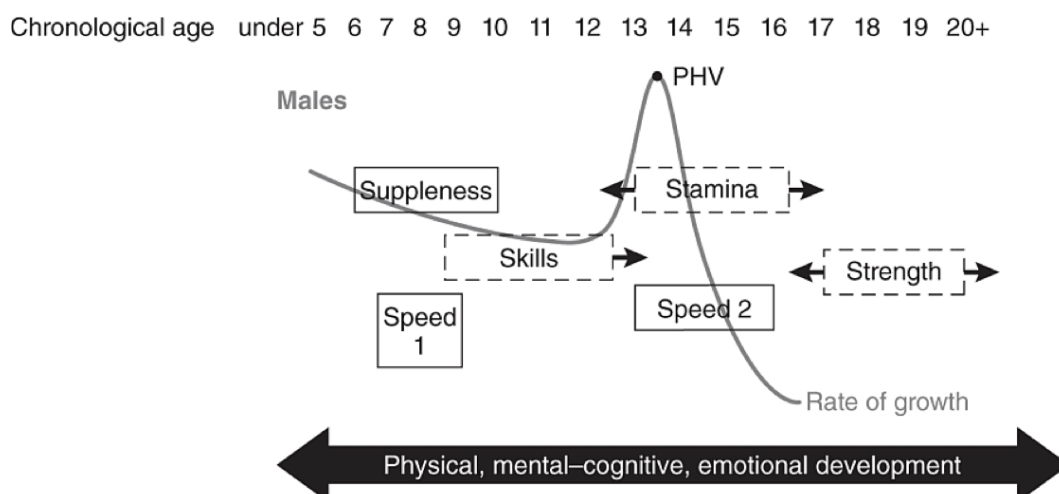 Chronological age under 5 6 7 8 9 10 11 12 13 14 15 16 17 18 19 20+
PHV
Males
Suppleness
Stamina
Skills
Strength
Speed
1
Speed 2
Rate of growth
Physical, mental–cognitive, emotional development